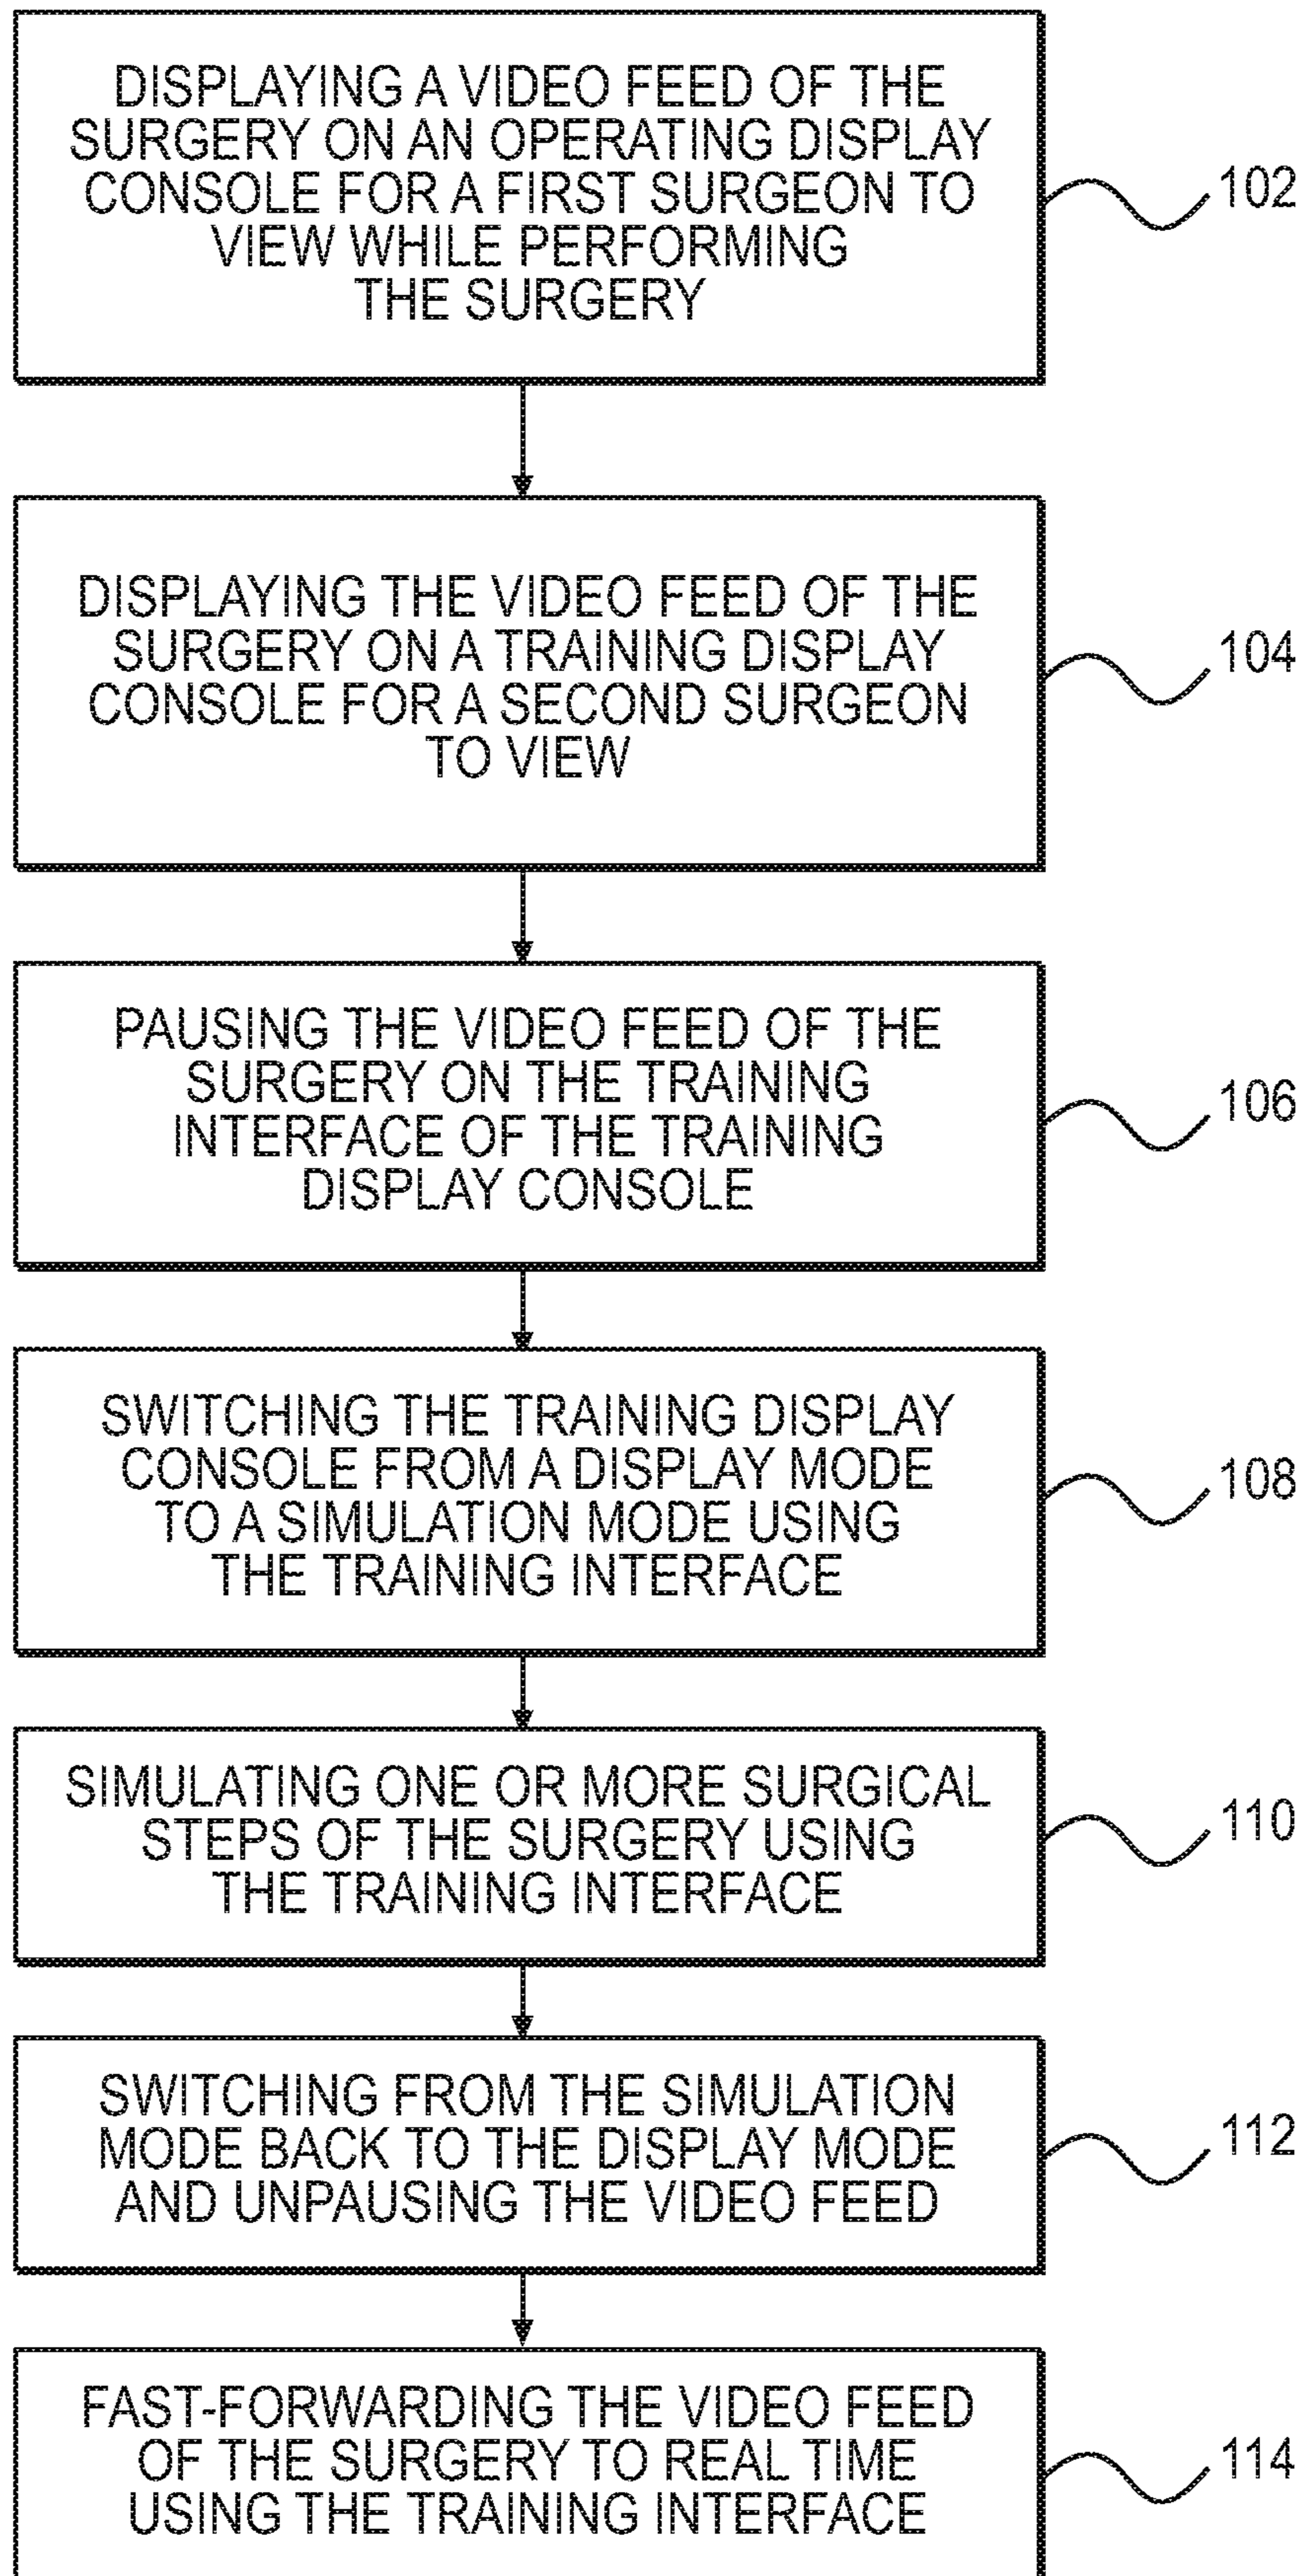 DISPLAYING A VIDEO FEED OF THE
SURGERY ON AN OPERATING DISPLAY
CONSOLE FOR A FIRST SURGEON TO
VIEW WHILE PERFORMING
THE SURGERY
102
DISPLAYING THE VIDEO FEED OF THE
SURGERY ON A TRAINING DISPLAY
CONSOLE FOR A SECOND SURGEON
TO VIEW
104
PAUSING THE VIDEO FEED OF THE
SURGERY ON THE TRAINING
INTERFACE OF THE TRAINING
DISPLAY CONSOLE
106
SWITCHING THE TRAINING DISPLAY
CONSOLE FROM A DISPLAY MODE
TO A SIMULATION MODE USING
THE TRAINING INTERFACE
108
SIMULATING ONE OR MORE SURGICAL
STEPS OF THE SURGERY USING
THE TRAINING INTERFACE
110
SWITCHING FROM THE SIMULATION
MODE BACK TO THE DISPLAY MODE
AND UNPAUSING THE VIDEO FEED
112
FAST-FORWARDING THE VIDEO FEED
OF THE SURGERY TO REAL TIME
USING THE TRAINING INTERFACE
114